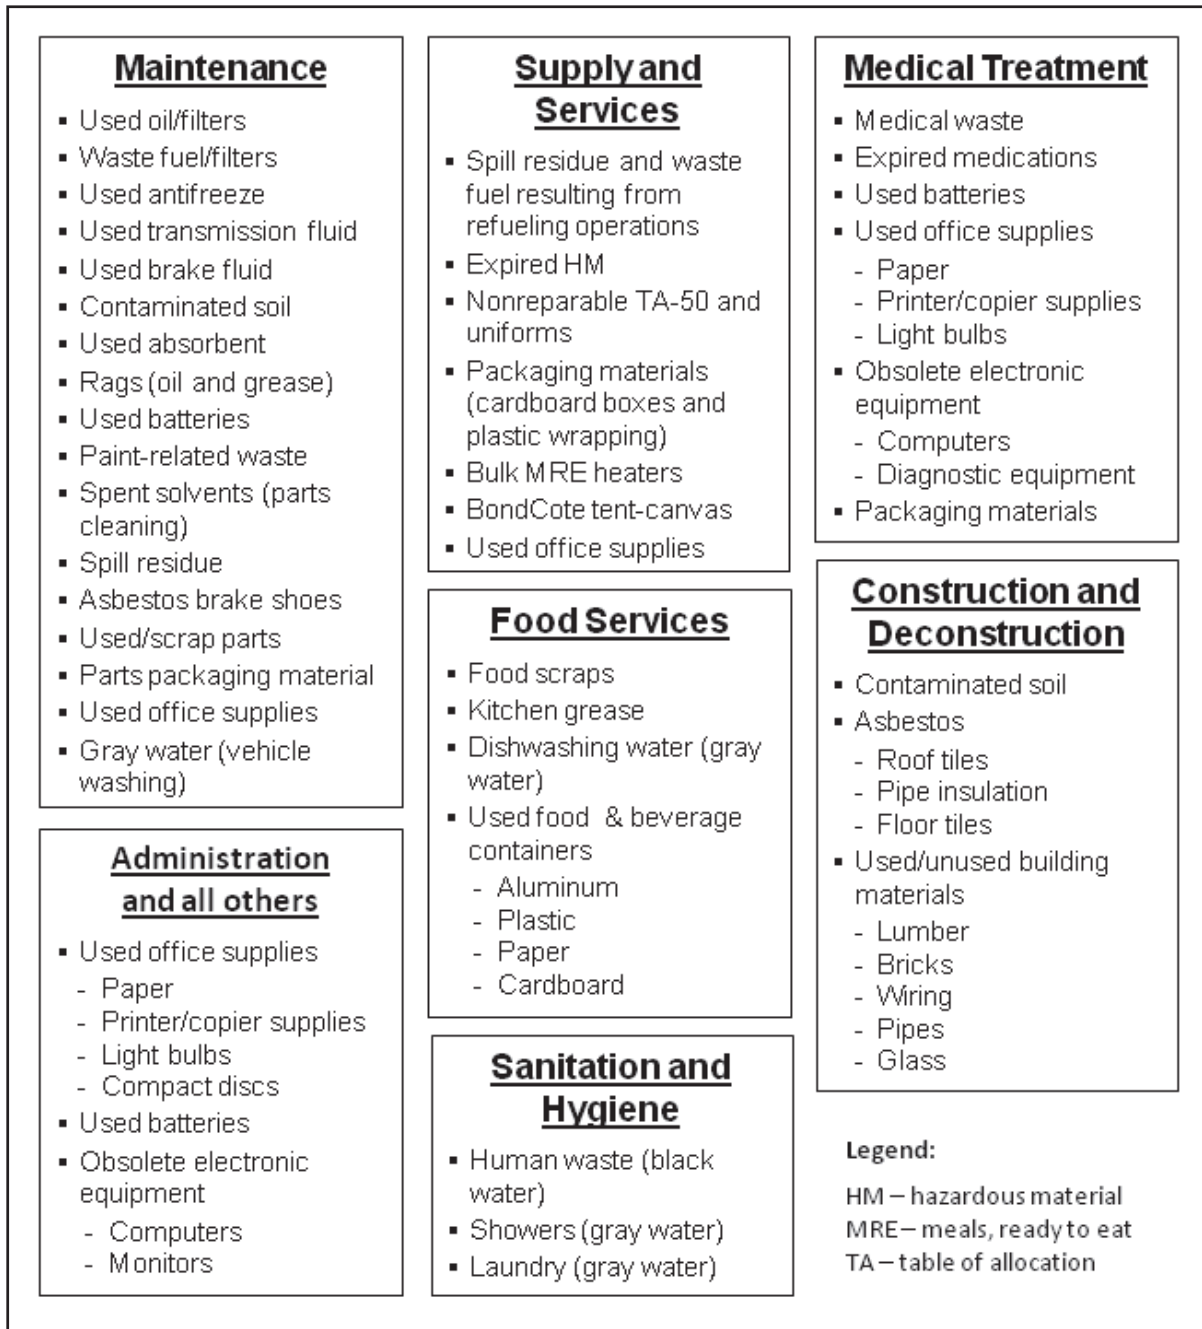 Maintenance
▪ Used oil/filters
▪ Waste fuel/filters
▪ Used antifreeze
▪ Used transmission fluid
▪ Used brake fluid
▪ Contaminated soil
▪ Used absorbent
▪ Rags (oil and grease)
▪ Used batteries
▪ Paint-related waste
▪ Spent solvents (parts
cleaning)
▪ Spill residue
▪ Asbestos brake shoes
▪ Used/scrap parts
▪ Parts packaging material
▪ Used office supplies
▪ Gray water (vehicle
washing)
Administration
and all others
▪ Used office supplies
- Paper
- Printer/copier supplies
- Light bulbs
- Compact discs
▪ Used batteries
▪ Obsolete electronic
equipment
- Computers
- Monitors
Supply and
Services
▪ Spill residue and waste
fuel resulting from
refueling operations
▪ Expired HM
▪ Nonreparable TA-50 and
uniforms
▪ Packaging materials
(cardboard boxes and
plastic wrapping)
▪ Bulk MRE heaters
▪ BondCote tent-canvas
▪ Used office supplies
Food Services
▪ Food scraps
▪ Kitchen grease
▪ Dishwashing water (gray
water)
▪ Used food & beverage
containers
- Aluminum
- Plastic
- Paper
- Cardboard
Sanitation and
Hygiene
▪ Human waste (black
water)
▪ Showers (gray water)
▪ Laundry (gray water)
Medical Treatment
▪ Medical waste
▪ Expired medications
▪ Used batteries
▪ Used office supplies
- Paper
- Printer/copier supplies
- Light bulbs
▪ Obsolete electronic
equipment
- Computers
- Diagnostic equipment
▪ Packaging materials
Construction and
Deconstruction
▪ Contaminated soil
▪ Asbestos
- Roof tiles
- Pipe insulation
- Floor tiles
▪ Used/unused building
materials
- Lumber
- Bricks
- Wiring
- Pipes
- Glass
Legend:
HM – hazardous material
MRE – meals, ready to eat
TA – table of allocation